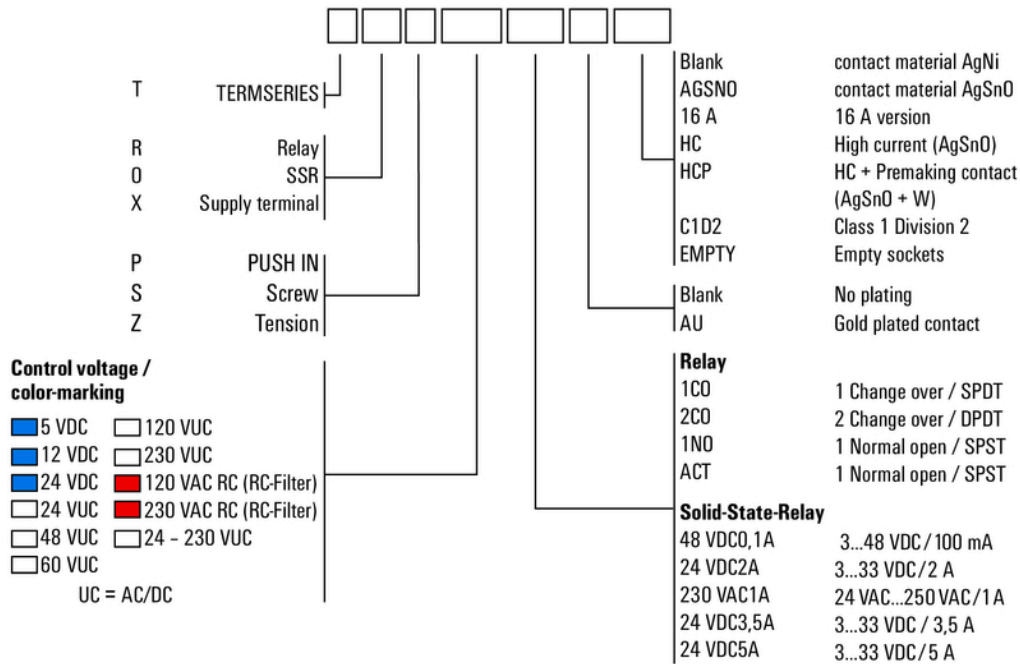 T TERMSERIES
R Relay
O SSR
X Supply terminal
P PUSH IN
S Screw
Z Tension
Control voltage /
color-marking
5 VDC 120 VUC
12 VDC 230 VUC
24 VDC 120 VAC RC (RC-Filter)
24 VUC 230 VAC RC (RC-Filter)
48 VUC 24 – 230 VUC
60 VUC
UC = AC/DC
Blank contact material AgNi
AGSNO contact material AgSnO
16 A 16 A version
HC High current (AgSnO)
HCP HC + Premaking contact
(AgSnO + W)
C1D2 Class 1 Division 2
EMPTY Empty sockets
Blank No plating
AU Gold plated contact
Relay
1CO 1 Change over / SPDT
2CO 2 Change over / DPDT
1NO 1 Normal open / SPST
ACT 1 Normal open / SPST
Solid-State-Relay
48 VDC0,1A 3...48 VDC/100 mA
24 VDC2A 3...33 VDC/2 A
230 VAC1A 24 VAC...250 VAC/1 A
24 VDC3,5A 3...33 VDC / 3,5 A
24 VDC5A 3...33 VDC/5 A